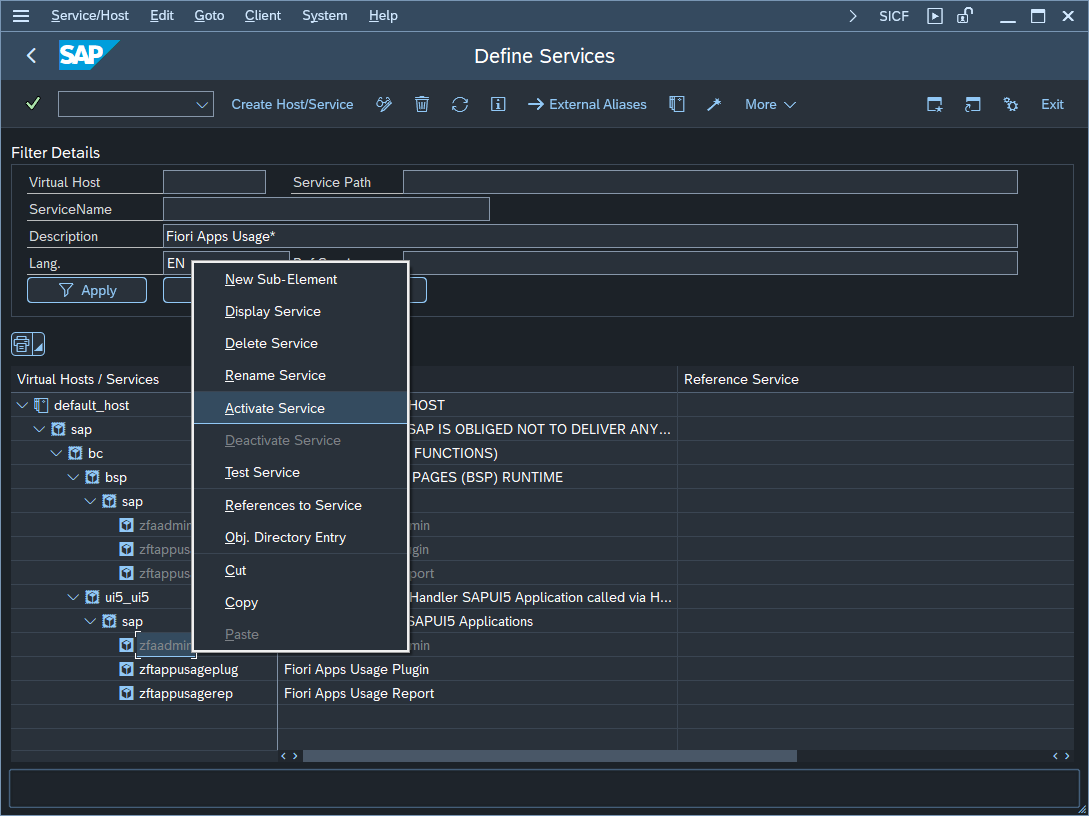 Service/Host Edit Goto Client System Help SICF
SAP Define Services
Create Host/Service External Aliases More Exit
Filter Details
Virtual Host Service Path
ServiceName
Description Fiori Apps Usage*
Lang. EN
Apply
New Sub-Element
Display Service
Delete Service
Rename Service
Activate Service
Deactivate Service
Test Service
References to Service
Obj. Directory Entry
Cut
Copy
Paste
Virtual Hosts / Services Reference Service
default_host HOST
sap SAP IS OBLIGED NOT TO DELIVER ANY...
bc FUNCTIONS)
bsp PAGES (BSP) RUNTIME
sap
zfaadmin min
zftappus gin
zftappus port
ui5_ui5 Handler SAPUI5 Application called via H...
sap SAPUI5 Applications
zfaadmin min
zftappusageplug Fiori Apps Usage Plugin
zftappusagerep Fiori Apps Usage Report